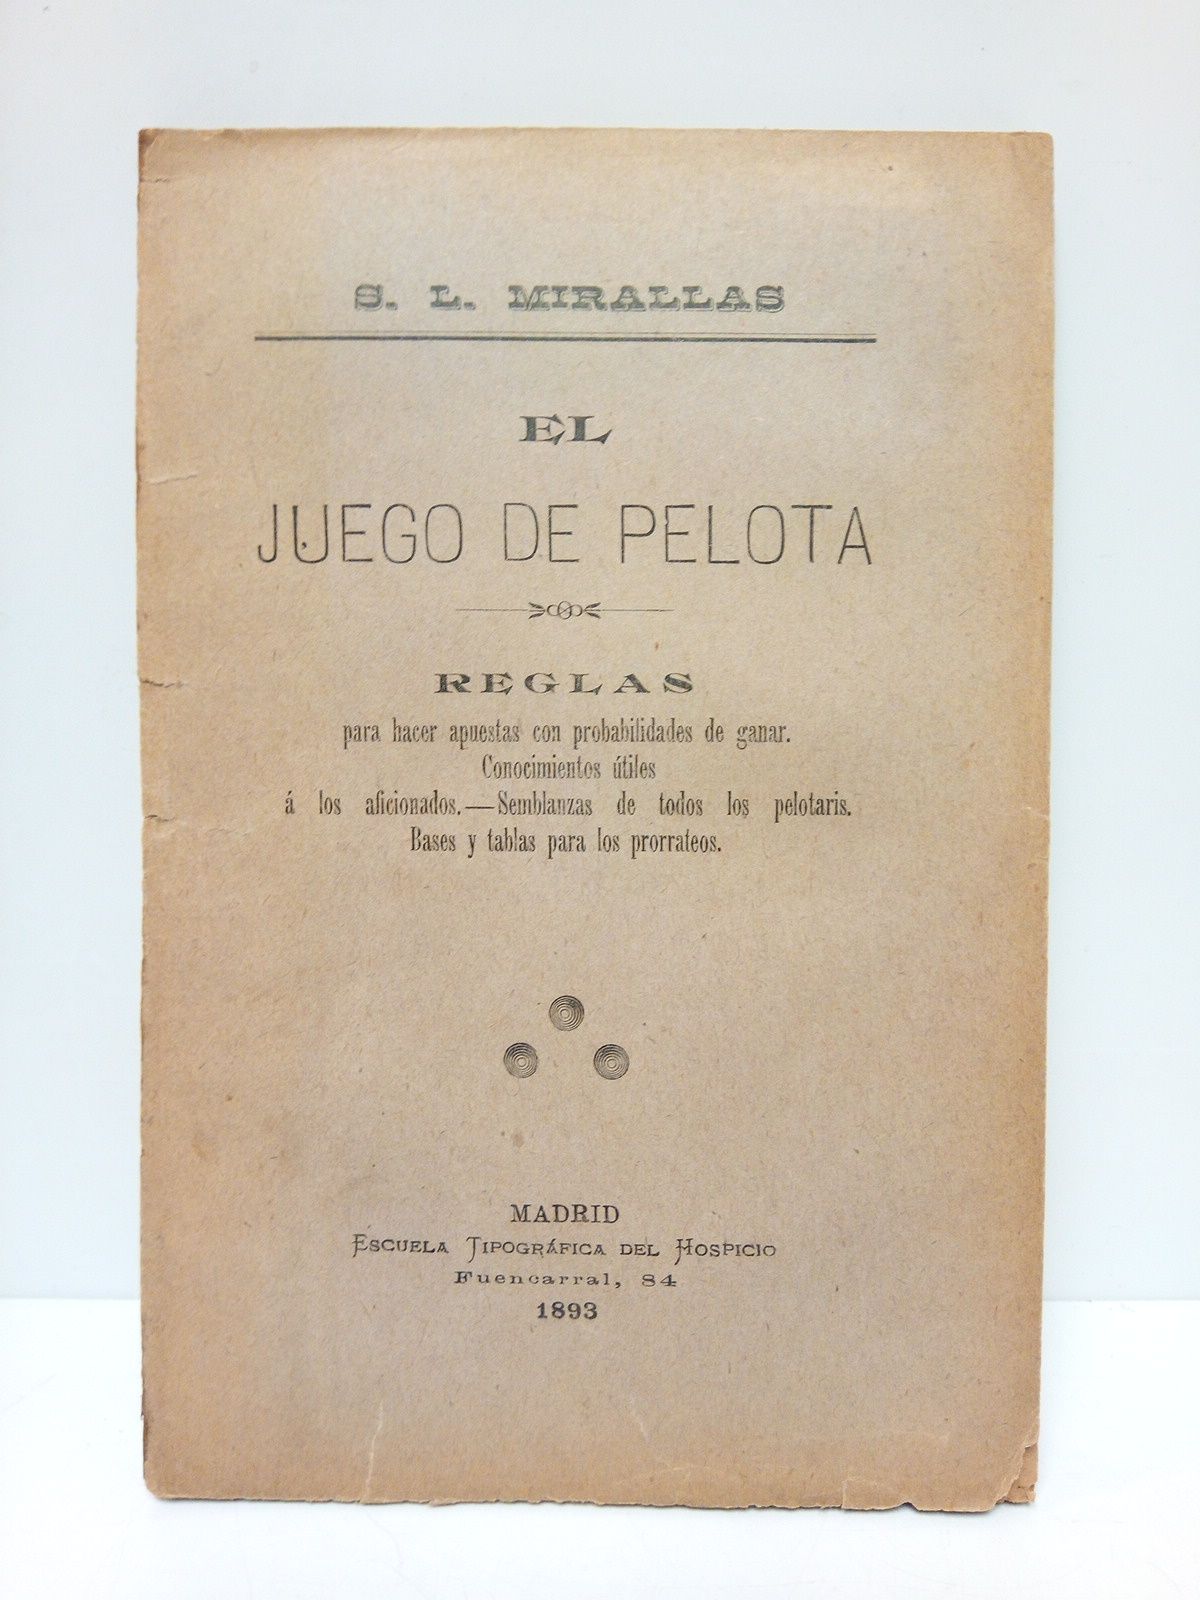 S. L. MIRALLAS
EL
JUEGO DE PELOTA
REGLAS
para hacer apuestas con probabilidades de ganar.
Conocimientos útiles
á los aficionados.—Semblanzas de todos los pelotaris.
Bases y tablas para los prorrateos.
MADRID
ESCUELA TIPOGRÁFICA DEL HOSPICIO
Fuencarral, 84
1893